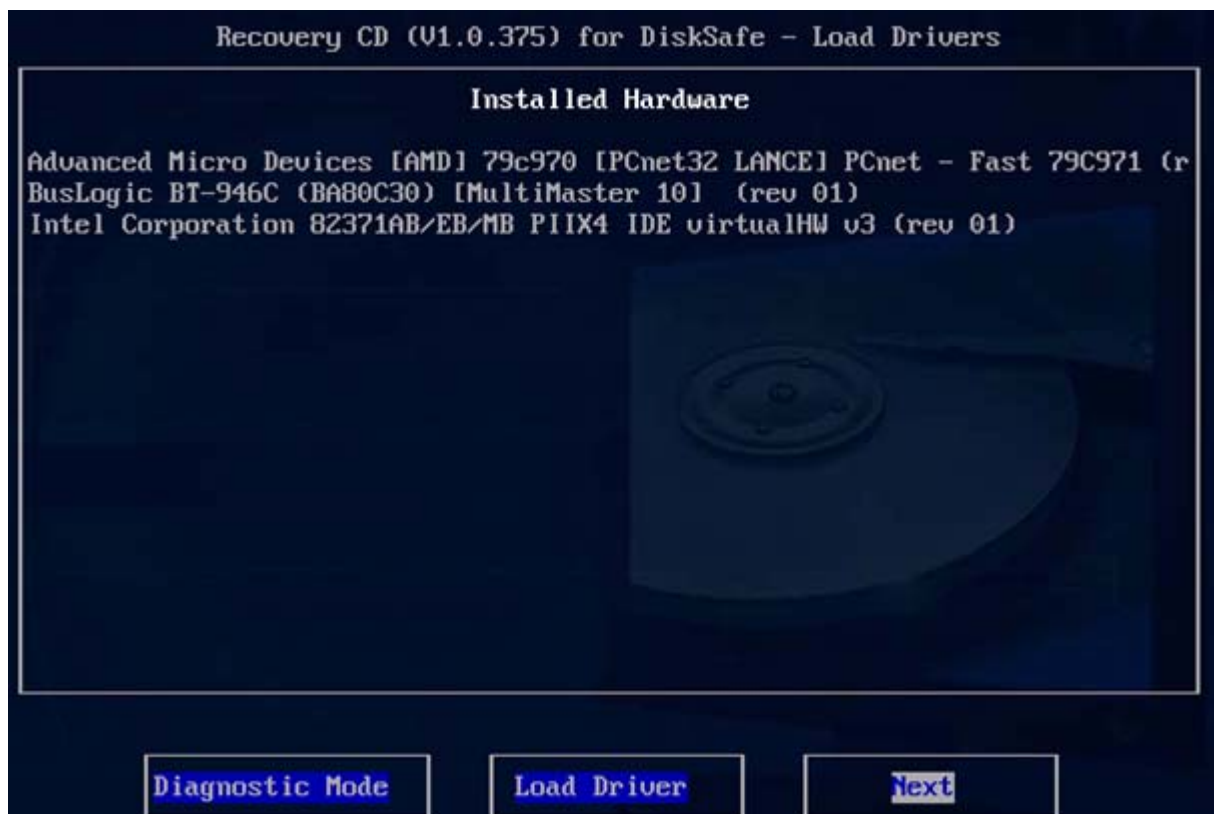 Recovery CD (V1.0.375) for DiskSafe - Load Drivers
Installed Hardware
Advanced Micro Devices [AMD] 79c970 [PCnet32 LANCE] PCnet - Fast 79C971 (r
BusLogic BT-946C (BA80C30) [MultiMaster 10] (rev 01)
Intel Corporation 82371AB/EB/MB PIIX4 IDE virtualHW v3 (rev 01)
Diagnostic Mode
Load Driver
Next